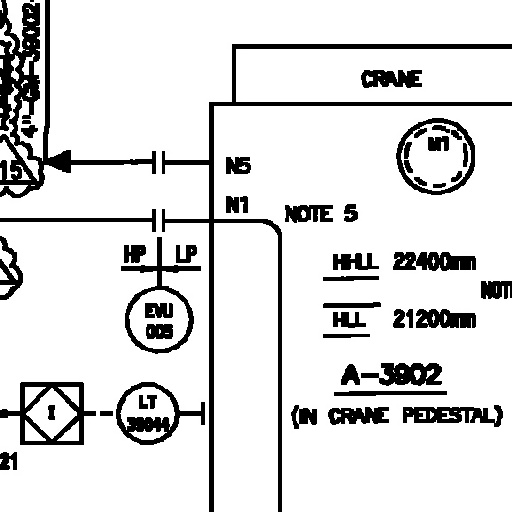 CRANE
M1
15
N5
N1
NOTE 5
HP
LP
HHLL 22400mm
NOTE
EVU
005
HLL 21200mm
A-3902
LT
I
(IN CRANE PEDESTAL)
21